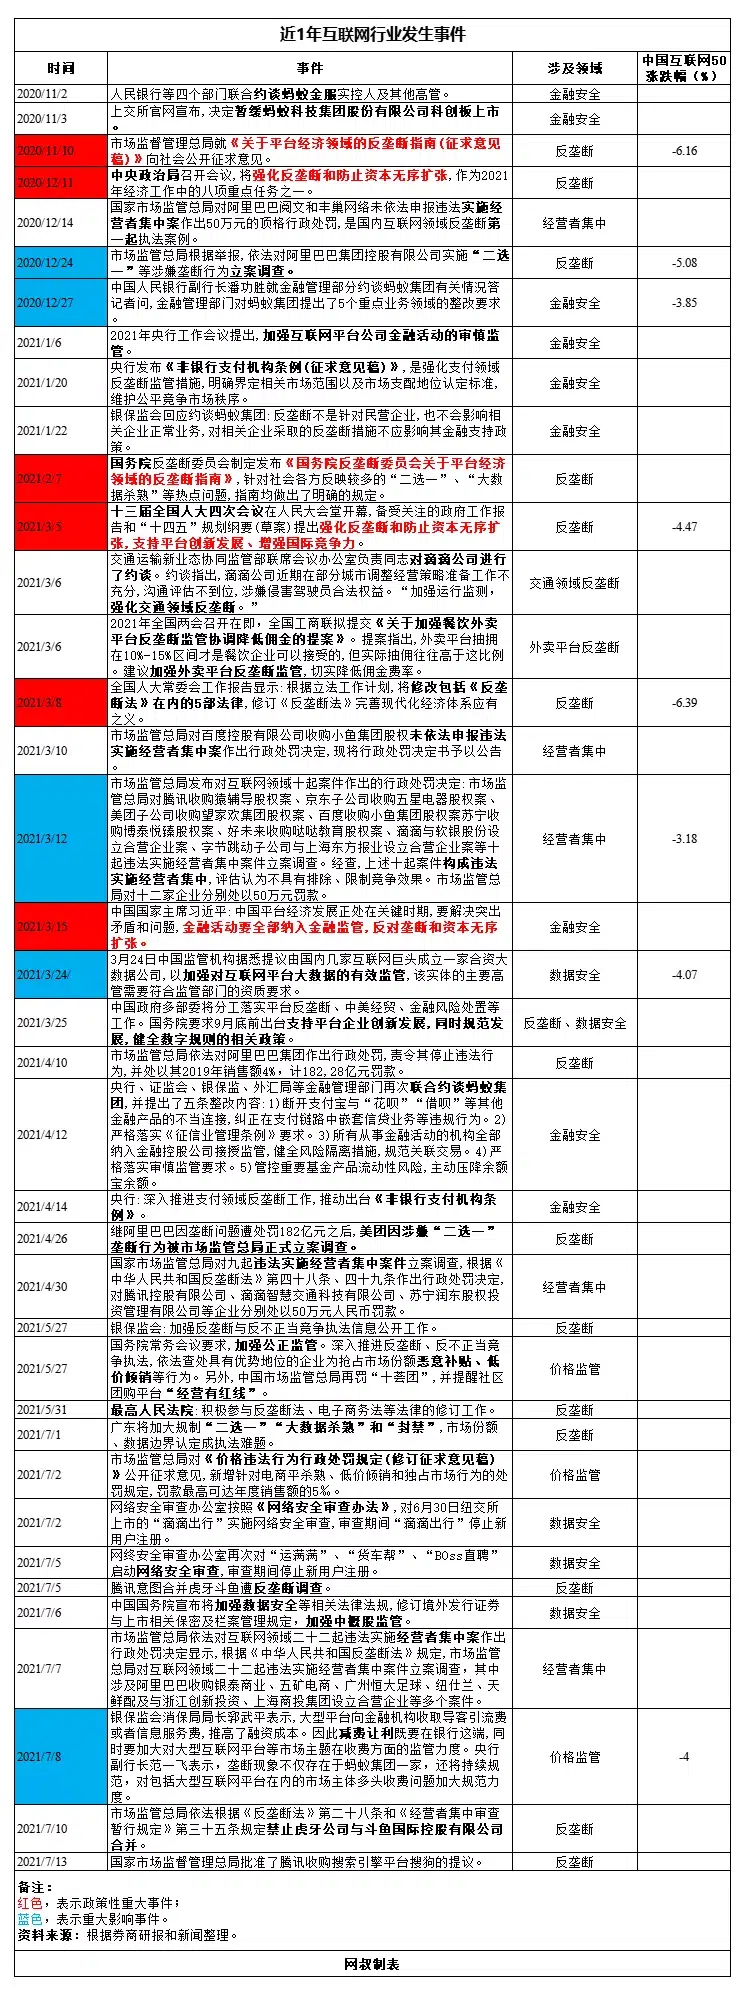 近1年互联网行业发生事件
时间 事件 涉及领域 中国互联网50涨跌幅（%）
2020/11/2 人民银行等四个部门联合约谈蚂蚁金服实控人及其他高管。 金融安全
2020/11/3 上交所官网宣布，决定暂缓蚂蚁科技集团股份有限公司科创板上市
。 金融安全
2020/11/10 市场监督管理总局就《关于平台经济领域的反垄断指南(征求意见
稿)》向社会公开征求意见。 反垄断 -6.16
2020/12/11 中央政治局召开会议，将强化反垄断和防止资本无序扩张，作为2021
年经济工作中的八项重点任务之一。 反垄断
2020/12/14 国家市场监管总局对阿里巴巴阅文和丰巢网络未依法申报违法实施经
营者集中案作出50万元的顶格行政处罚，是国内互联网领域反垄断第
一起执法案例。 经营者集中
2020/12/24 市场监管总局根据举报，依法对阿里巴巴集团控股有限公司实施“二选
一”等涉嫌垄断行为立案调查。 反垄断 -5.08
2020/12/27 中国人民银行副行长潘功胜就金融管理部分约谈蚂蚁集团有关情况答
记者问，金融管理部门对蚂蚁集团提出了5个重点业务领域的整改要求
。 金融安全 -3.85
2021/1/6 2021年央行工作会议提出，加强互联网平台公司金融活动的审慎监
管。 金融安全
2021/1/20 央行发布《非银行支付机构条例(征求意见稿)》，是强化支付领域
反垄断监管措施，明确界定相关市场范围以及市场支配地位认定标准，
维护公平竞争市场秩序。 金融安全
2021/1/22 银保监会回应约谈蚂蚁集团：反垄断不是针对民营企业，也不会影响相
关企业正常业务，对相关企业采取的反垄断措施不应影响其金融支持政
策。 金融安全
2021/2/7 国务院反垄断委员会制定发布《国务院反垄断委员会关于平台经济
领域的反垄断指南》，针对社会各方反映较多的“二选一”、“大数
据杀熟”等热点问题，指南均做出了明确的规定。 反垄断
2021/3/5 十三届全国人大四次会议在人民大会堂开幕，备受关注的政府工作报
告和“十四五”规划纲要(草案)提出强化反垄断和防止资本无序扩
张，支持平台创新发展、增强国际竞争力。 反垄断 -4.47
2021/3/6 交通运输新业态协同监管部联席会议办公室负责同志对滴滴公司进行
了约谈。约谈指出，滴滴公司近期在部分城市调整经营策略准备工作不
充分，沟通评估不到位，涉嫌侵害驾驶员合法权益。“加强运行监测，
强化交通领域反垄断。” 交通领域反垄断
2021/3/6 2021年全国两会召开在即，全国工商联拟提交《关于加强餐饮外卖
平台反垄断监管协调降低佣金的提案》。提案指出，外卖平台抽拥
在10%-15%区间才是餐饮企业可以接受的，但实际抽佣往往高于这比例
。建议加强外卖平台反垄断监管，切实降低佣金费率。 外卖平台反垄断
2021/3/8 全国人大常委会工作报告显示：根据立法工作计划，将修改包括《反垄
断法》在内的5部法律，修订《反垄断法》完善现代化经济体系应有
之义。 反垄断 -6.39
2021/3/10 市场监管总局对百度控股有限公司收购小鱼集团股权未依法申报违法
实施经营者集中案作出行政处罚决定，现将行政处罚决定书予以公告
。 经营者集中
2021/3/12 市场监管总局发布对互联网领域十起案件作出的行政处罚决定：市场监
管总局对腾讯收购猿辅导股权案、京东子公司收购五星电器股权案、
美团子公司收购望家欢集团股权案、百度收购小鱼集团股权案苏宁收
购博泰悦臻股权案、好未来收购哒哒教育股权案、滴滴与软银股份设
立合营企业案、字节跳动子公司与上海东方报业设立合营企业案等十
起违法实施经营者集中案件立案调查。经查，上述十起案件构成违法
实施经营者集中，评估认为不具有排除、限制竞争效果。市场监管总
局对十二家企业分别处以50万元罚款。 经营者集中 -3.18
2021/3/15 中国国家主席习近平：中国平台经济发展正处在关键时期，要解决突出
矛盾和问题，金融活动要全部纳入金融监管，反对垄断和资本无序
扩张。 金融安全
2021/3/24/ 3月24日中国监管机构据悉提议由国内几家互联网巨头成立一家合资大
数据公司，以加强对互联网平台大数据的有效监管，该实体的主要高
管需要符合监管部门的资质要求。 数据安全 -4.07
2021/3/25 中国政府多部委将分工落实平台反垄断、中美经贸、金融风险处置等
工作。国务院要求9月底前出台支持平台企业创新发展，同时规范发
展，健全数字规则的相关政策。 反垄断、数据安全
2021/4/10 市场监管总局依法对阿里巴巴集团作出行政处罚，责令其停止违法行
为，并处以其2019年销售额4%，计182,28亿元罚款。 反垄断
2021/4/12 央行、证监会、银保监、外汇局等金融管理部门再次联合约谈蚂蚁集
团，并提出了五条整改内容：1)断开支付宝与“花呗”“借呗”等其他
金融产品的不当连接，纠正在支付链路中嵌套信贷业务等违规行为。2)
严格落实《征信业管理条例》要求。3)所有从事金融活动的机构全部
纳入金融控股公司接授监管，健全风险隔离措施，规范关联交易。4)严
格落实审慎监管要求。5)管控重要基金产品流动性风险，主动压降余额
宝余额。 金融安全
2021/4/14 央行：深入推进支付领域反垄断工作，推动出台《非银行支付机构条
例》。 金融安全
2021/4/26 继阿里巴巴因垄断问题遭处罚182亿元之后，美团因涉嫌“二选一”
垄断行为被市场监管总局正式立案调查。 反垄断
2021/4/30 国家市场监管总局对九起违法实施经营者集中案件立案调查，根据《
中华人民共和国反垄断法》第四十八条、四十九条作出行政处罚决定，
对腾讯控股有限公司、滴滴智慧交通科技有限公司、苏宁润东股权投
资管理有限公司等企业分别处以50万元人民币罚款。 经营者集中
2021/5/27 银保监会：加强反垄断与反不正当竞争执法信息公开工作。 反垄断
2021/5/27 国务院常务会议要求，加强公正监管。深入推进反垄断、反不正当竞
争执法，依法查处具有优势地位的企业为抢占市场份额恶意补贴、低
价倾销等行为。另外，中国市场监管总局再罚“十荟团”，并提醒社区
团购平台“经营有红线”。 价格监管
2021/5/31 最高人民法院：积极参与反垄断法、电子商务法等法律的修订工作。 反垄断
2021/7/1 广东将加大规制“二选一”“大数据杀熟”和“封禁”，市场份额
、数据边界认定成执法难题。 反垄断
2021/7/2 市场监管总局对《价格违法行为行政处罚规定(修订征求意见稿)
》公开征求意见，新增针对电商平杀熟、低价倾销和独占市场行为的处
罚规定，罚款最高可达年度销售额的5‰。 价格监管
2021/7/2 网络安全审查办公室按照《网络安全审查办法》，对6月30日纽交所
上市的“滴滴出行”实施网络安全审查，审查期间“滴滴出行”停止新
用户注册。 数据安全
2021/7/5 网终安全审查办公室再次对“运满满”、“货车帮”、“BOss直聘”
启动网络安全审查，审查期间停止新用户注册。 数据安全
2021/7/5 腾讯意图合并虎牙斗鱼遭反垄断调查。 反垄断
2021/7/6 中国国务院宣布将加强数据安全等相关法律法规，修订境外发行证券
与上市相关保密及栏案管理规定，加强中概股监管。 数据安全
2021/7/7 市场监管总局依法对互联网领域二十二起违法实施经营者集中案作出
行政处罚决定显示，根据《中华人民共和国反垄断法》规定，市场监管
总局对互联网领域二十二起违法实施经营者集中案件立案调查，其中
涉及阿里巴巴收购银泰商业、五矿电商、广州恒大足球、纽仕兰、天
鲜配及与浙江创新投资、上海商投集团设立合营企业等多个案件。 经营者集中
2021/7/8 银保监会消保局局长郭武平表示，大型平台向金融机构收取导客引流费
或者信息服务费，推高了融资成本。因此减费让利既要在银行这端，同
时要加大对大型互联网平台等市场主题在收费方面的监管力度。央行
副行长范一飞表示，垄断现象不仅存在于蚂蚁集团一家，还将持续规
范，对包括大型互联网平台在内的市场主体多头收费问题加大规范力
度。 价格监管 -4
2021/7/10 市场监管总局依法根据《反垄断法》第二十八条和《经营者集中审查
暂行规定》第三十五条规定禁止虎牙公司与斗鱼国际控股有限公司
合并。 反垄断
2021/7/13 国家市场监督管理总局批准了腾讯收购搜索引擎平台搜狗的提议。 反垄断
备注：
红色，表示政策性重大事件；
蓝色，表示重大影响事件。
资料来源：根据券商研报和新闻整理。
网叔制表